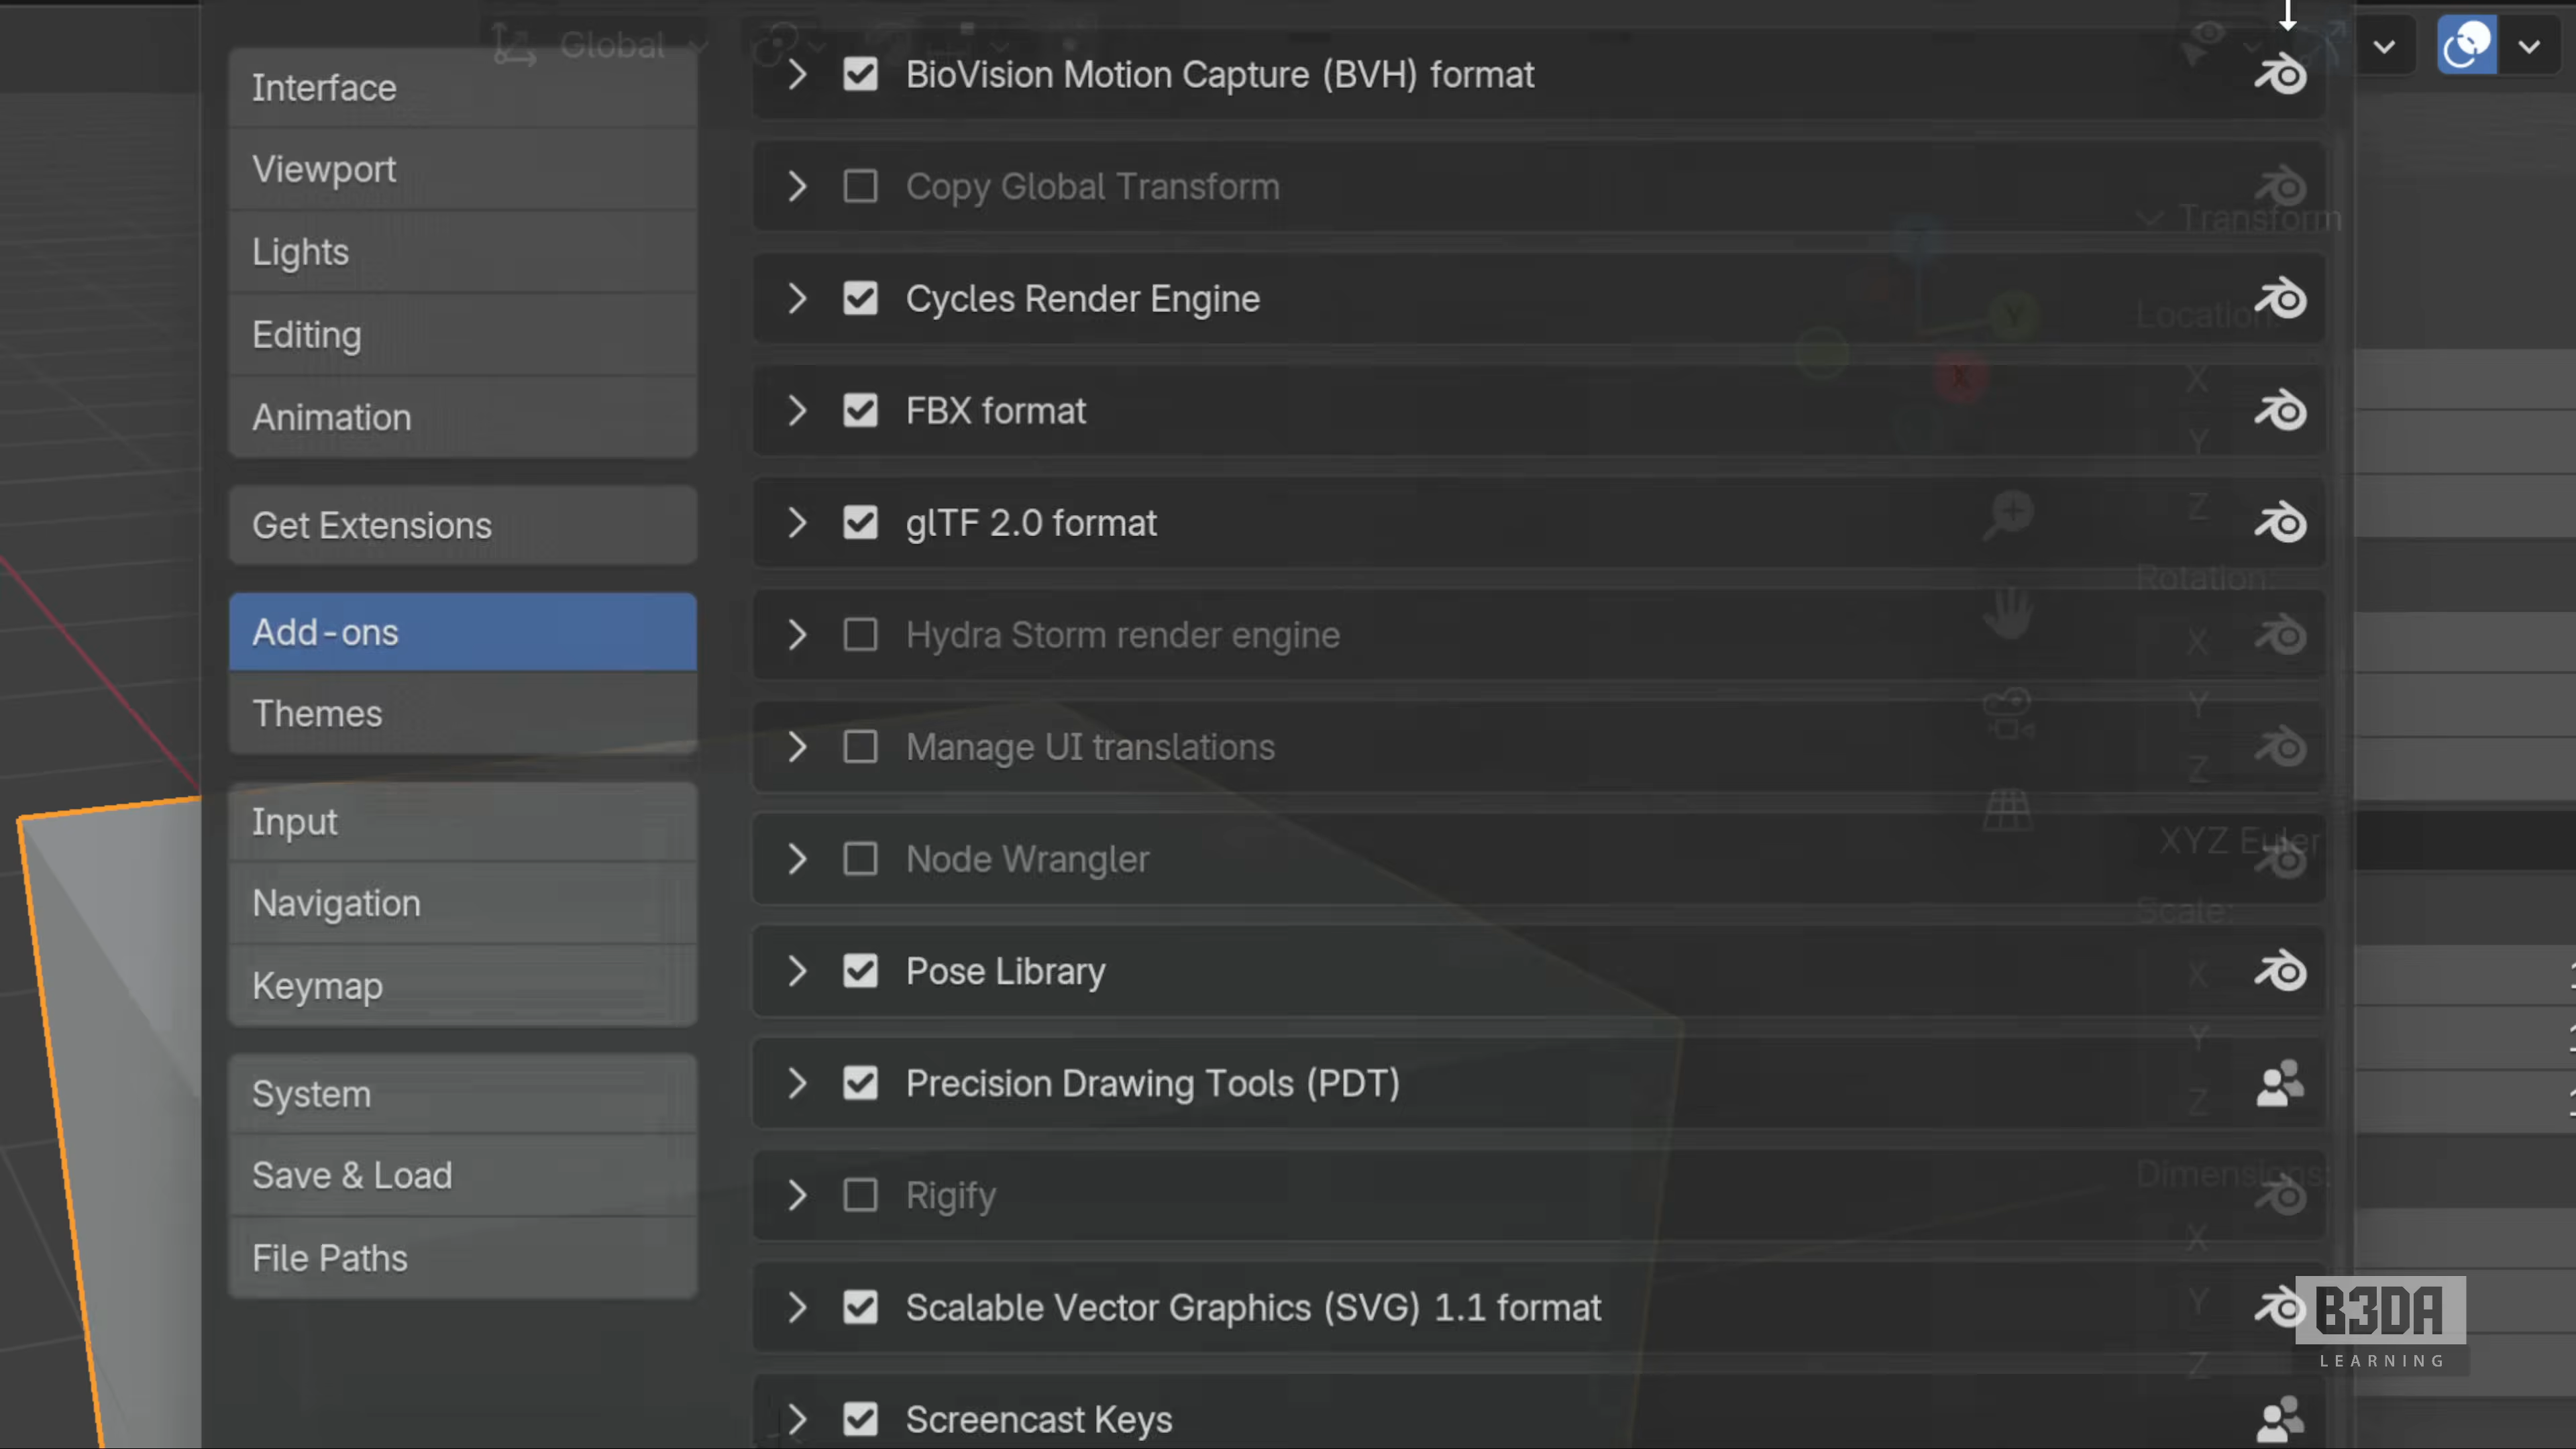 Global
Interface
Viewport
Lights
Editing
Animation
Get Extensions
Add-ons
Themes
Input
Navigation
Keymap
System
Save & Load
File Paths
BioVision Motion Capture (BVH) format
Copy Global Transform
Cycles Render Engine
FBX format
glTF 2.0 format
Hydra Storm render engine
Manage UI translations
Node Wrangler
Pose Library
Precision Drawing Tools (PDT)
Rigify
Scalable Vector Graphics (SVG) 1.1 format
Screencast Keys
Y
X
Transform
Location:
X
Y
Z
Rotation:
X
Y
Z
XYZ Euler
Scale:
X
Y
Z
Dimensions:
X
Y
Z
B3DA
LEARNING